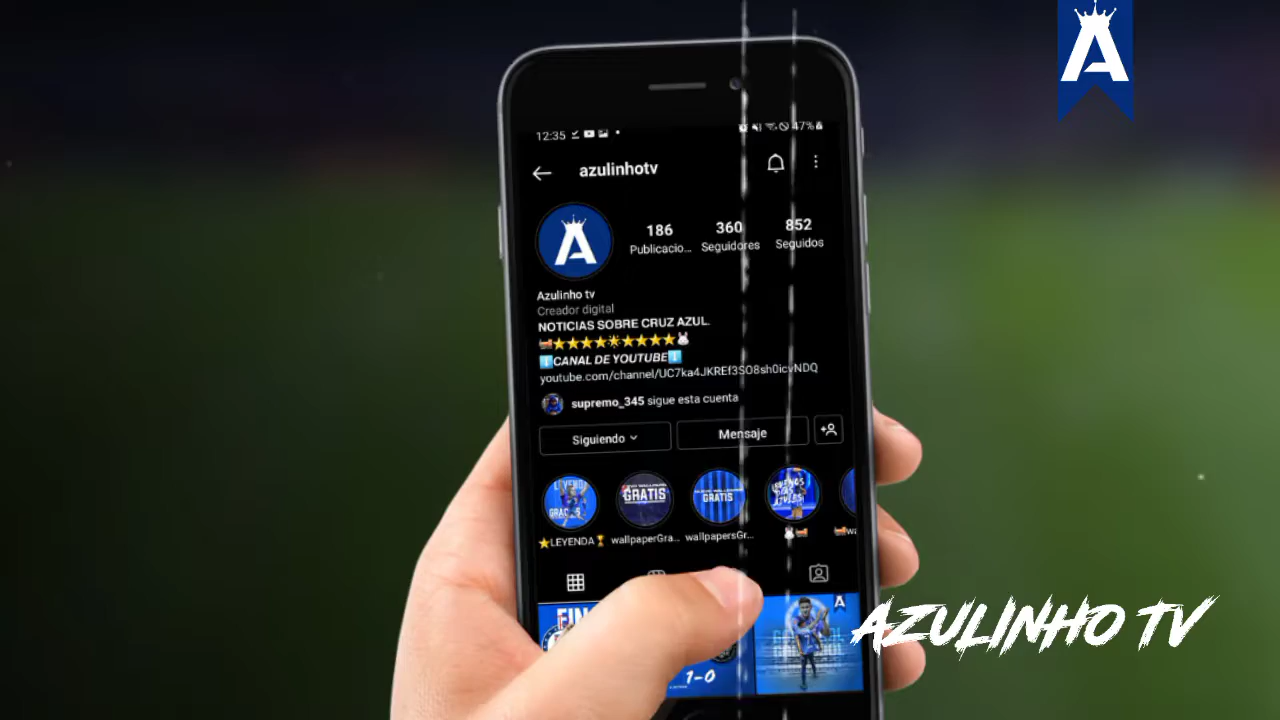 A
12:35
47%
azulinhotv
A
186
360
852
Publicacio...
Seguidores
Seguidos
Azulinho tv
Creador digital
NOTICIAS SOBRE CRUZ AZUL.
🚂⭐⭐⭐⭐🌟⭐⭐⭐⭐🐰
⬇️CANAL DE YOUTUBE⬇️
youtube.com/channel/
supremo_345 sigue esta cuenta
Siguiendo
Mensaje
GRATIS
GRATIS
⭐LEYENDA🏆
wallpaperGra...
wallpapersGr...
A
1-0
AZULINHO TV